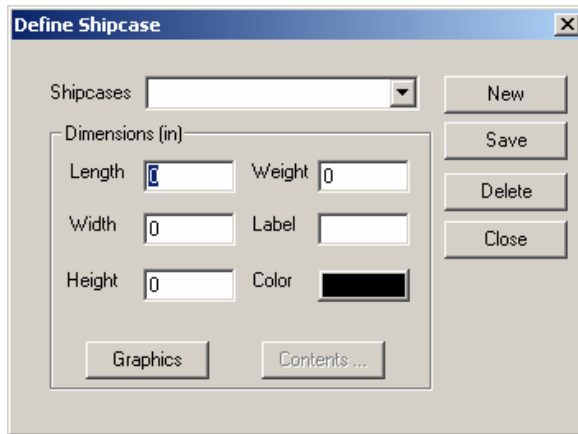 Define Shipcase
Shipcases
New
Dimensions (in)
Save
Length 0 Weight 0
Delete
Width 0 Label
Close
Height 0 Color
Graphics Contents ...